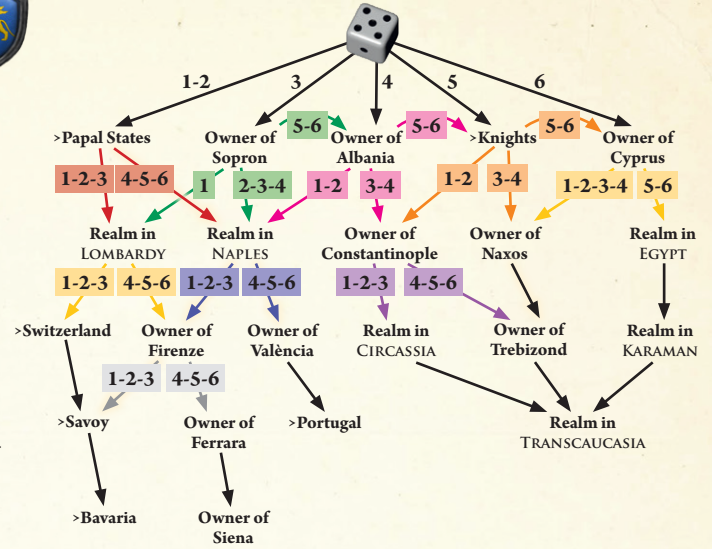 1-2
3
4
5
6
>Papal States
Owner of
Sopron
5-6
Owner of
Albania
5-6
>Knights
5-6
Owner of
Cyprus
1-2-3
4-5-6
1
2-3-4
1-2
3-4
1-2
3-4
1-2-3-4
5-6
Realm in
LOMBARDY
Realm in
NAPLES
Owner of
Constantinople
Owner of
Naxos
Realm in
EGYPT
1-2-3
4-5-6
1-2-3
4-5-6
1-2-3
4-5-6
>Switzerland
Owner of
Firenze
Owner of
València
Realm in
CIRCASSIA
Owner of
Trebizond
Realm in
KARAMAN
1-2-3
4-5-6
>Savoy
Owner of
Ferrara
>Portugal
Realm in
TRANSCAUCASIA
>Bavaria
Owner of
Siena